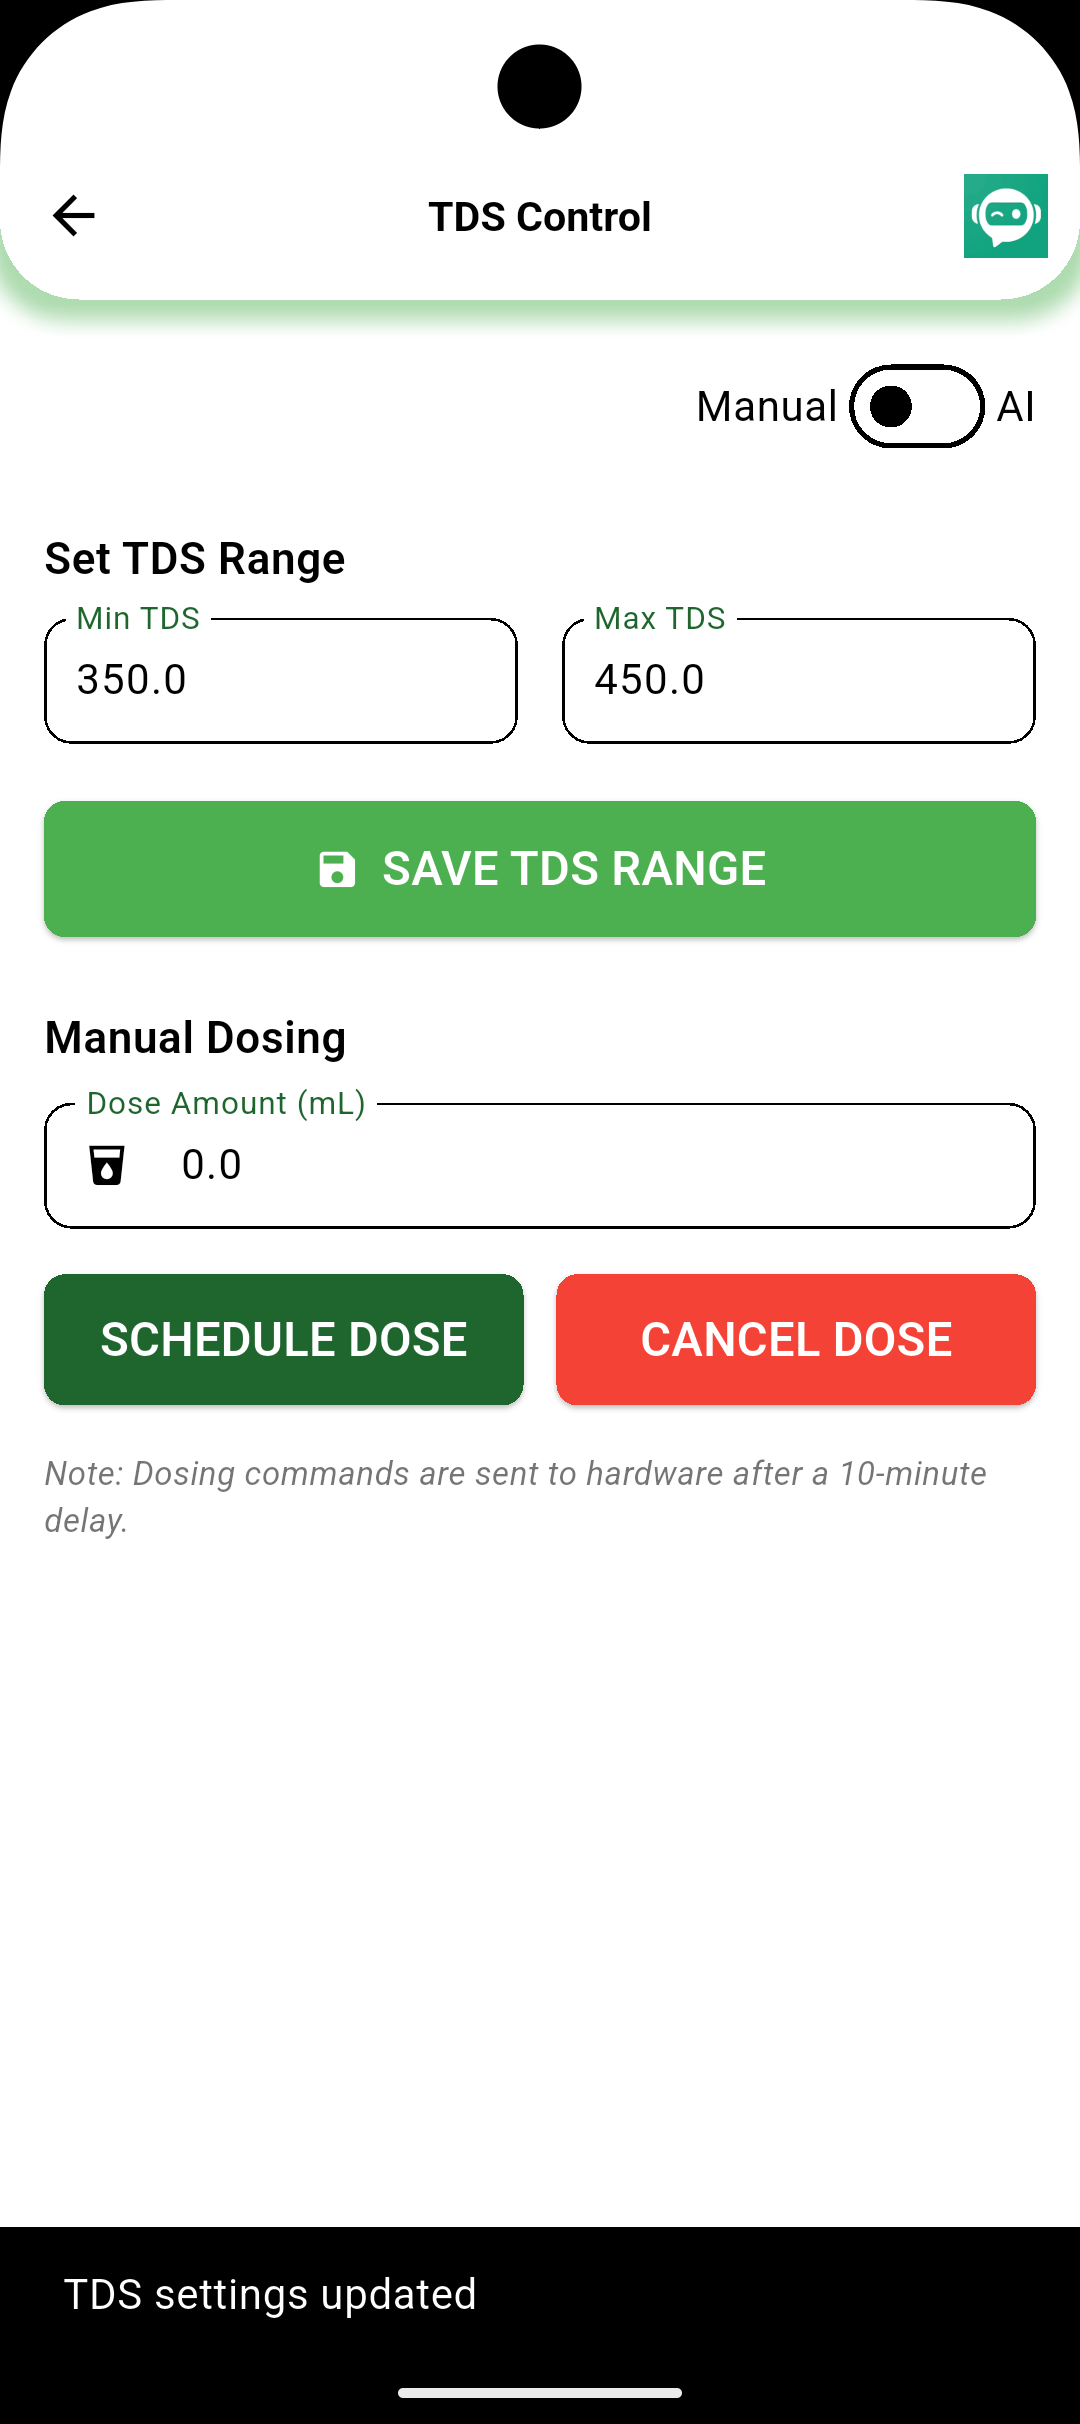 TDS Control
Manual AI
Set TDS Range
Min TDS Max TDS
350.0 450.0
SAVE TDS RANGE
Manual Dosing
Dose Amount (mL)
0.0
SCHEDULE DOSE CANCEL DOSE
Note: Dosing commands are sent to hardware after a 10-minute
delay.
TDS settings updated